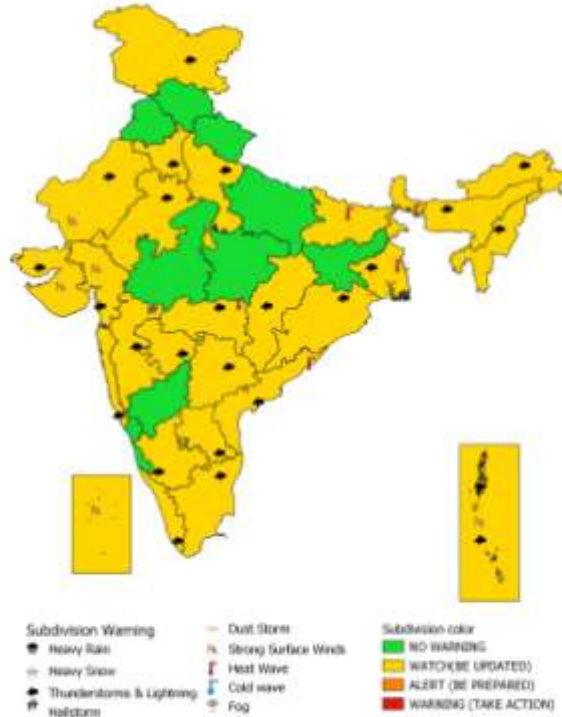 Subdivision Warning
Heavy Rain
Heavy Snow
Thunderstorms & Lightning
Hailstorm
Dust Storm
Strong Surface Winds
Heat Wave
Cold wave
Fog
Subdivision color
NO WARNING
WATCH(BE UPDATED)
ALERT (BE PREPARED)
WARNING (TAKE ACTION)